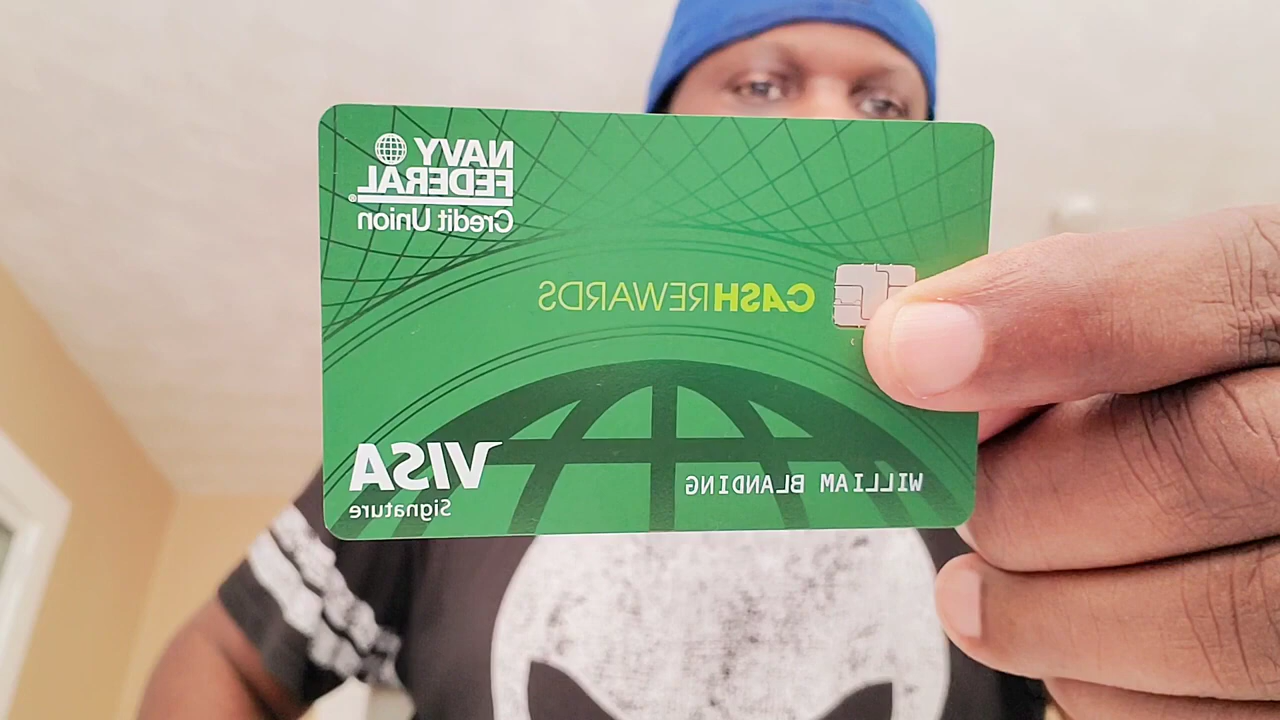 NAVY
FEDERAL®
Credit Union
CASHREWARDS
WILLIAM BLANDING
VISA
Signature